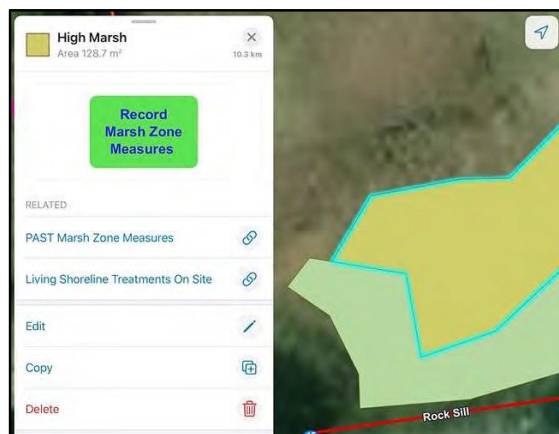 High Marsh
Area 128.7 m²
10.3 km
Record
Marsh Zone
Measures
RELATED
PAST Marsh Zone Measures
Living Shoreline Treatments On Site
Edit
Copy
Delete
Rock Sill